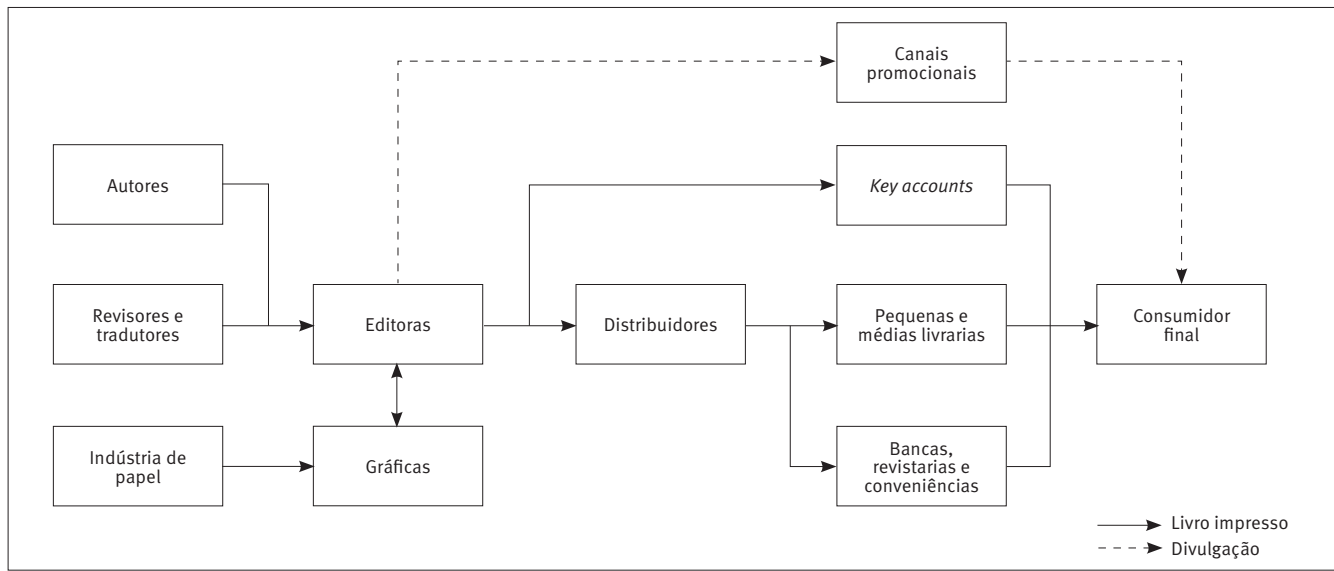 Canais
promocionais
Autores
Key accounts
Revisores e
tradutores
Editoras
Distribuidores
Pequenas e
médias livrarias
Consumidor
final
Indústria de
papel
Gráficas
Bancas,
revistarias e
conveniências
Livro impresso
Divulgação